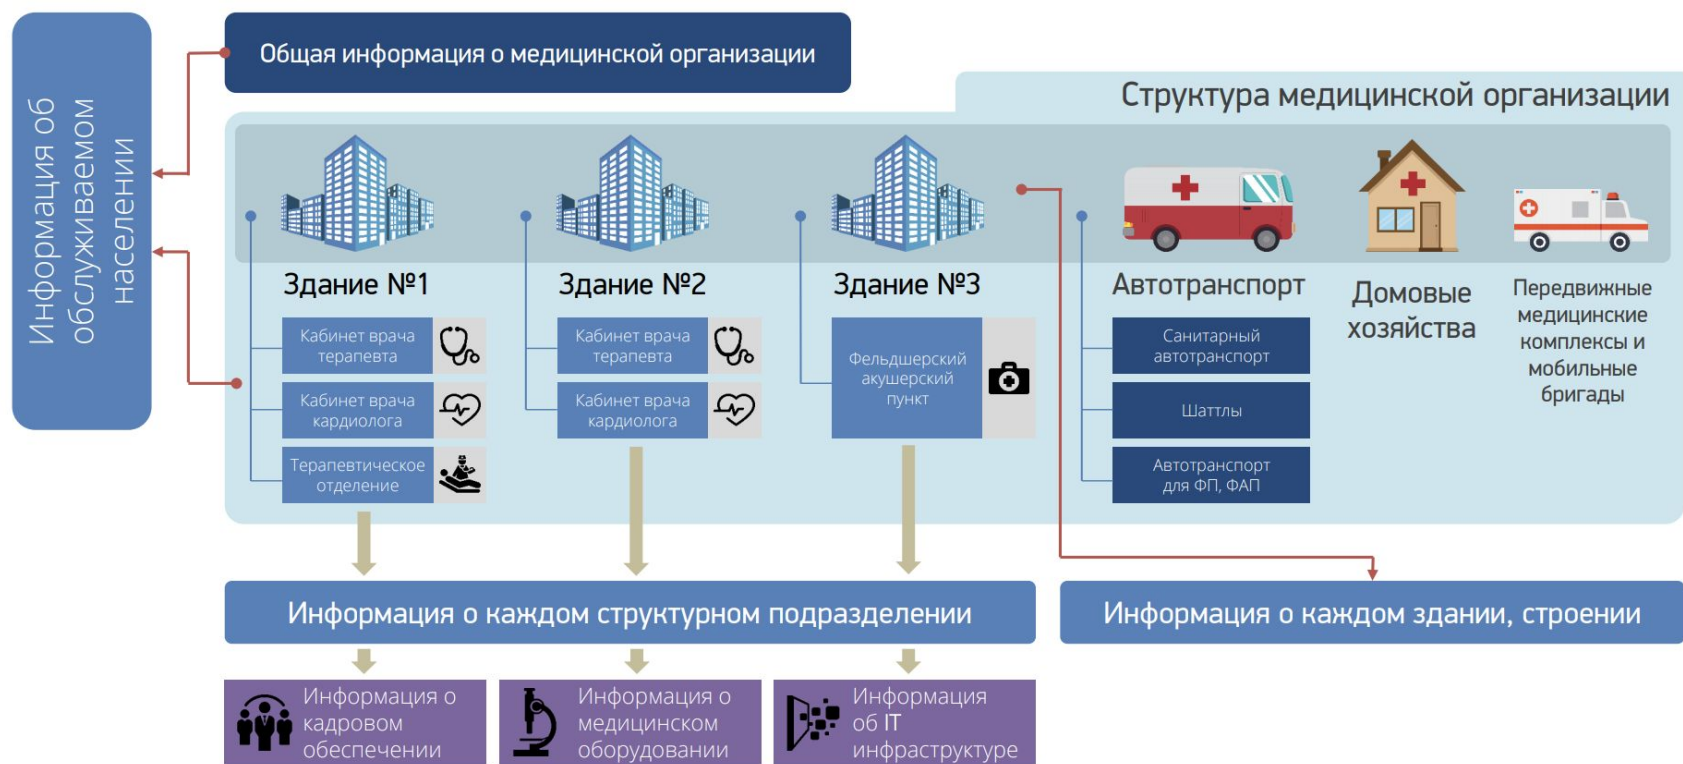 Информация об
обслуживаемом
населении
Общая информация о медицинской организации
Структура медицинской организации
Здание №1
Кабинет врача
терапевта
Кабинет врача
кардиолога
Терапевтическое
отделение
Здание №2
Кабинет врача
терапевта
Кабинет врача
кардиолога
Здание №3
Фельдшерский
акушерский
пункт
Автотранспорт
Санитарный
автотранспорт
Шаттлы
Автотранспорт
для ФП, ФАП
Домовые
хозяйства
Передвижные
медицинские
комплексы и
мобильные
бригады
Информация о каждом структурном подразделении
Информация о каждом здании, строении
Информация о
кадровом
обеспечении
Информация о
медицинском
оборудовании
Информация
об IT
инфраструктуре